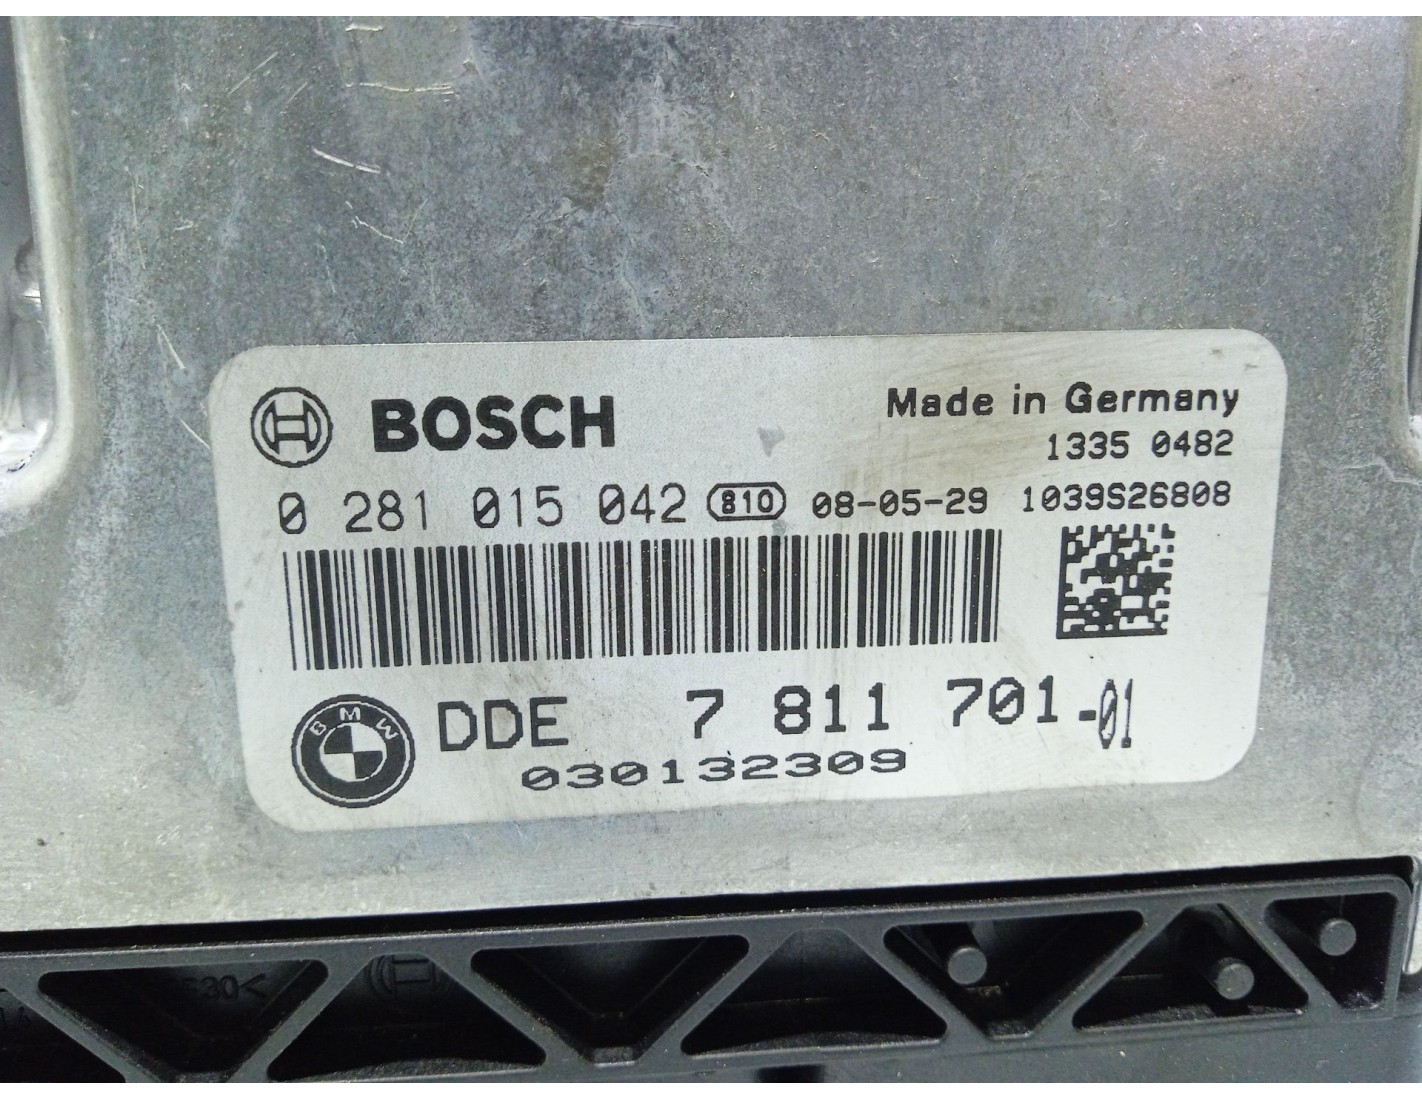 BOSCH
Made in Germany
1335 0482
0 281 015 042 810 08-05-29 1039S26808
BMW DDE 7 811 701-01
030132309